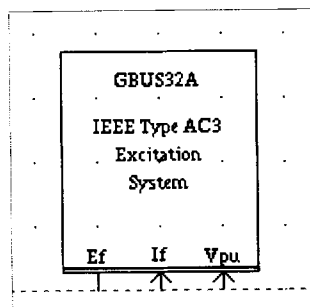 GBUS32A
IEEE Type AC3
Excitation
System
Ef If Vpu